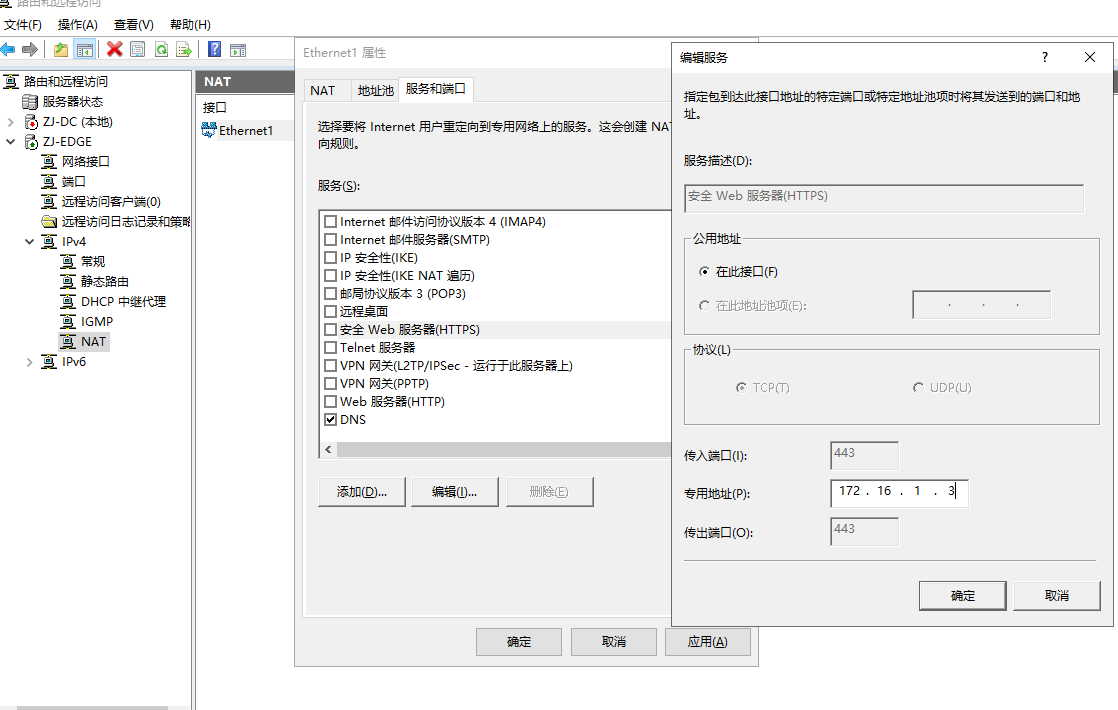 路由和远程访问
文件(F) 操作(A) 查看(V) 帮助(H)
路由和远程访问
服务器状态
ZJ-DC (本地)
ZJ-EDGE
网络接口
端口
远程访问客户端(0)
远程访问日志记录和策略
IPv4
常规
静态路由
DHCP 中继代理
IGMP
NAT
IPv6
NAT
接口
Ethernet1
Ethernet1 属性
NAT 地址池 服务和端口
选择要将 Internet 用户重定向到专用网络上的服务。这会创建 NAT
向规则。
服务(S):
Internet 邮件访问协议版本 4 (IMAP4)
Internet 邮件服务器(SMTP)
IP 安全性(IKE)
IP 安全性(IKE NAT 遍历)
邮局协议版本 3 (POP3)
远程桌面
安全 Web 服务器(HTTPS)
Telnet 服务器
VPN 网关(L2TP/IPSec - 运行于此服务器上)
VPN 网关(PPTP)
Web 服务器(HTTP)
DNS
添加(D)... 编辑(I)... 删除(E)
确定 取消 应用(A)
编辑服务
?
指定包到达此接口地址的特定端口或特定地址池项时将其发送到的端口和地
址。
服务描述(D):
安全 Web 服务器(HTTPS)
公用地址
在此接口(F)
在此地址池项(E): . . .
协议(L)
TCP(T) UDP(U)
传入端口(I): 443
专用地址(P): 172 . 16 . 1 . 3
传出端口(O): 443
确定 取消